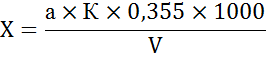 X = а × К × 0,355 × 1000
V